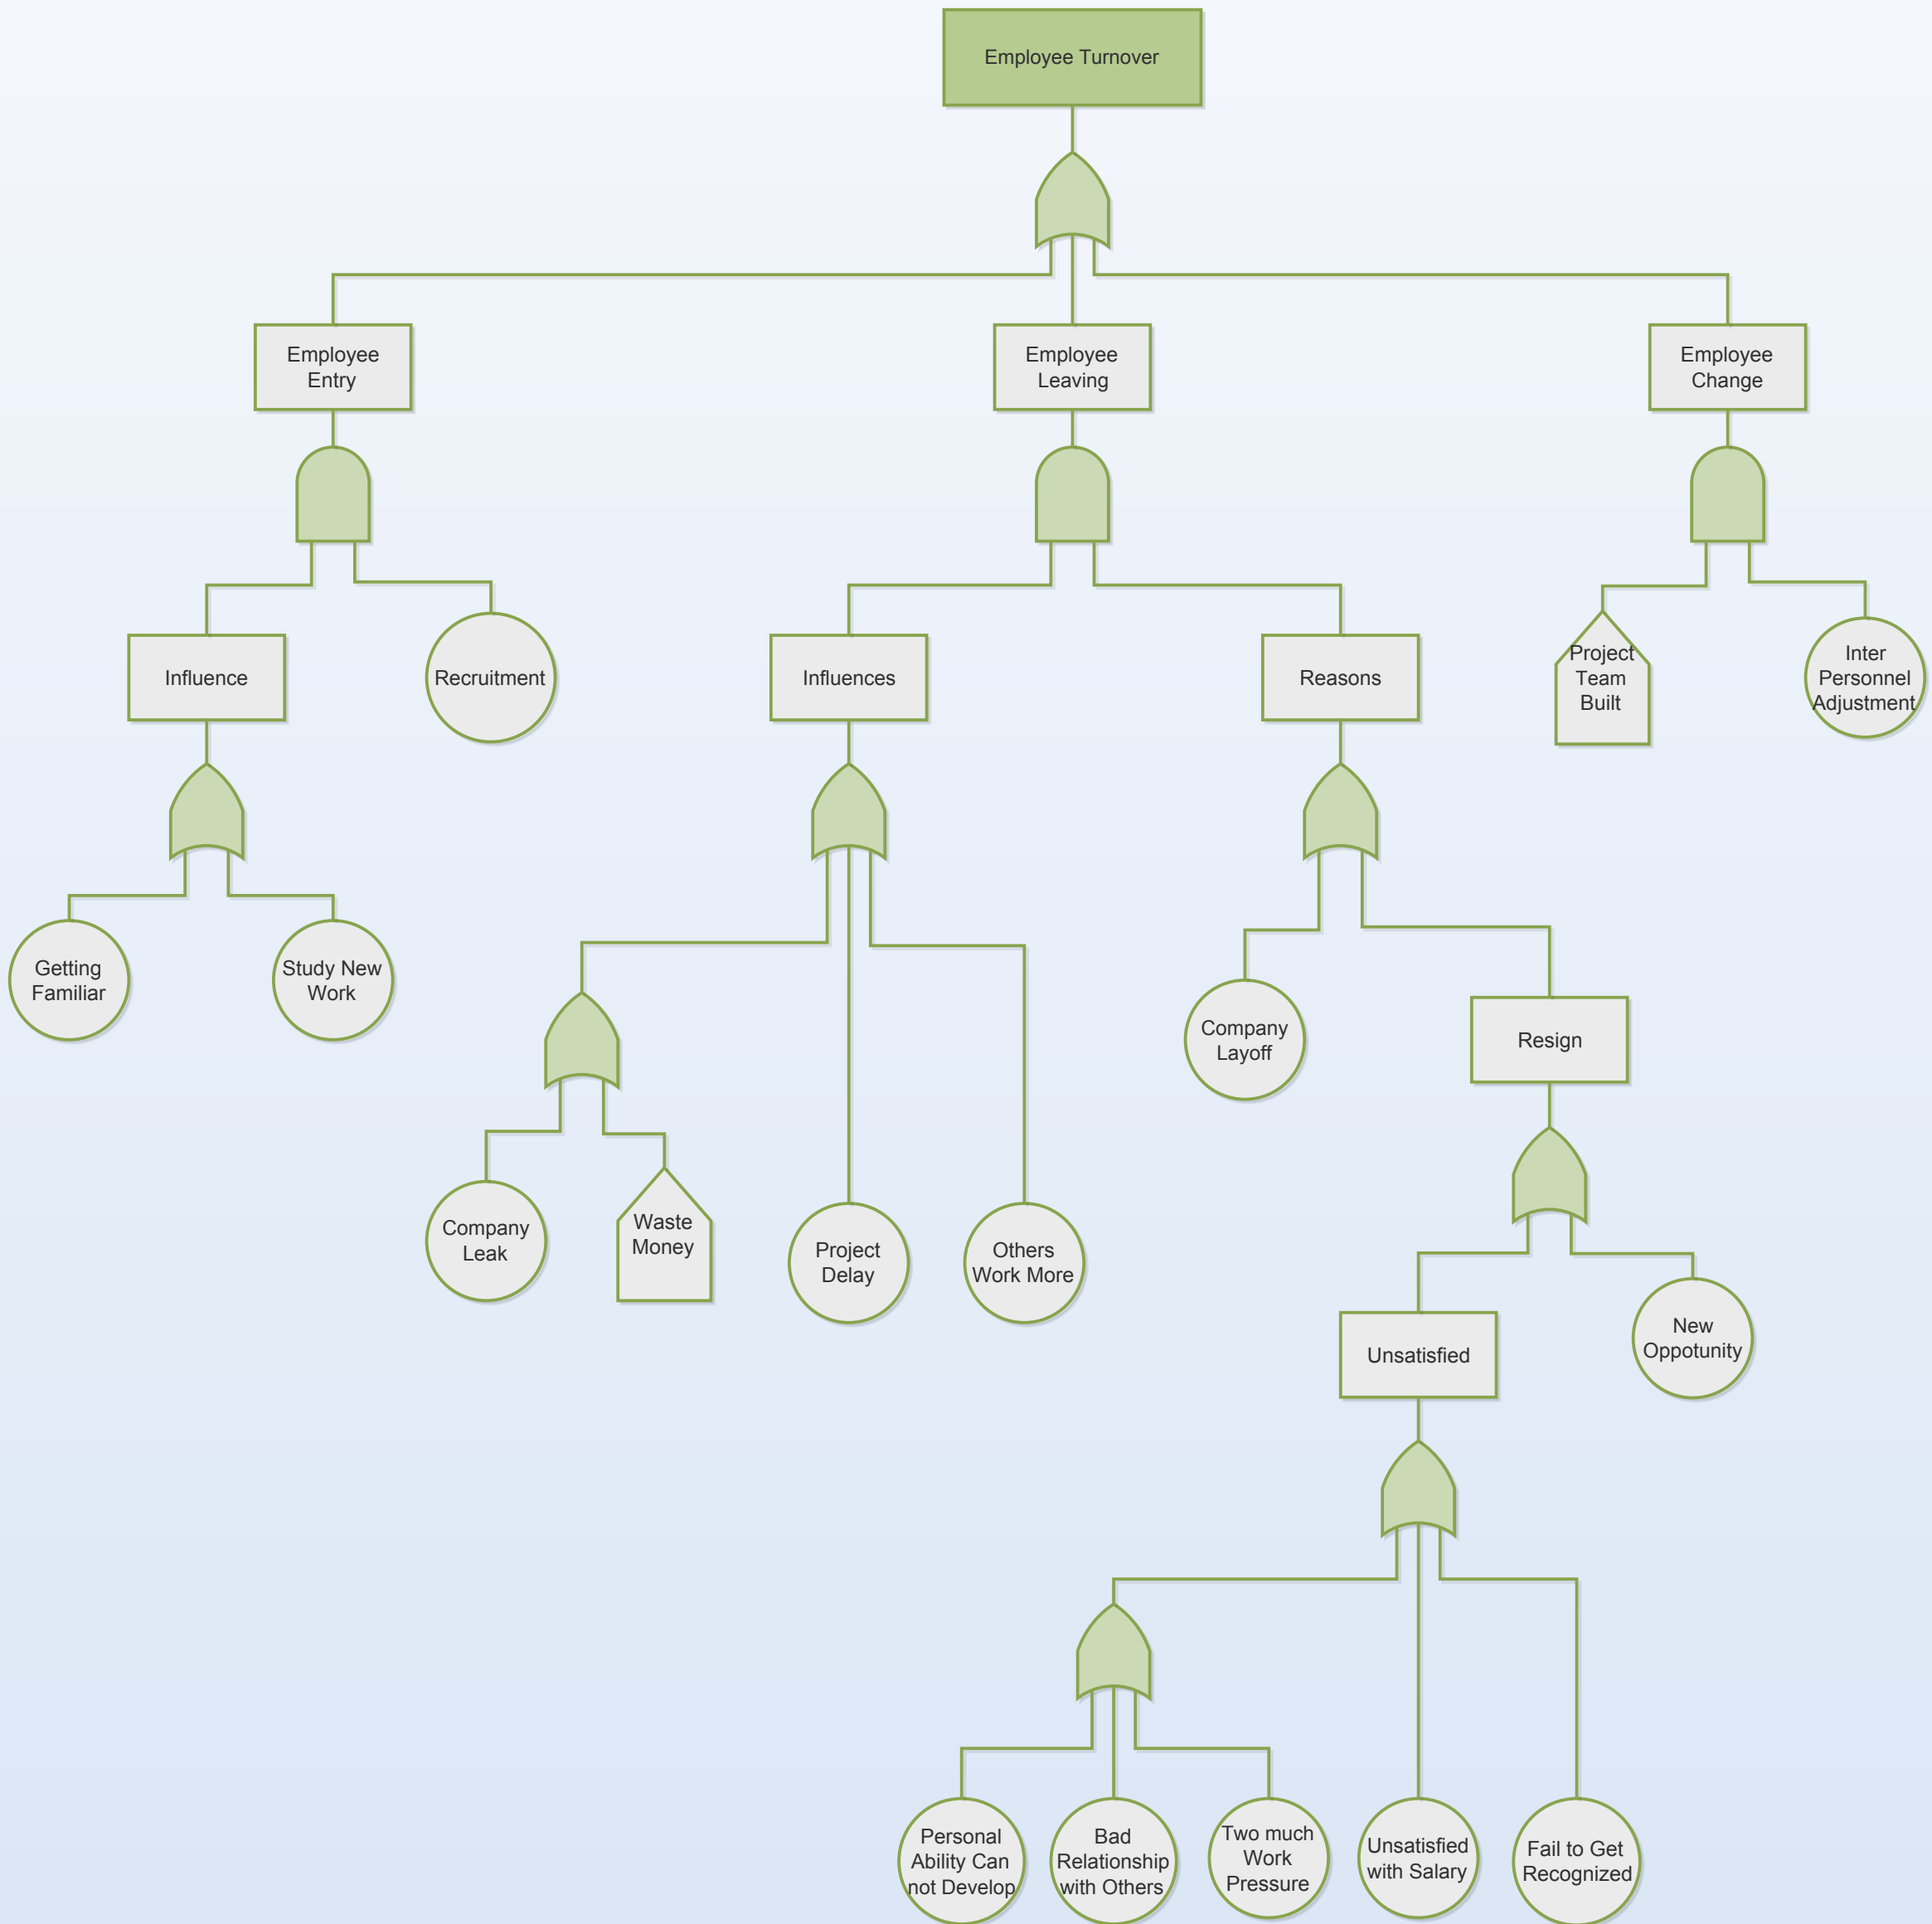 Employee Turnover
Employee
Entry
Employee
Leaving
Employee
Change
Influence
Recruitment
Influences
Reasons
Project
Team
Built
Inter
Personnel
Adjustment
Getting
Familiar
Study New
Work
Company
Layoff
Resign
Company
Leak
Waste
Money
Project
Delay
Others
Work More
Unsatisfied
New
Oppotunity
Personal
Ability Can
not Develop
Bad
Relationship
with Others
Two much
Work
Pressure
Unsatisfied
with Salary
Fail to Get
Recognized